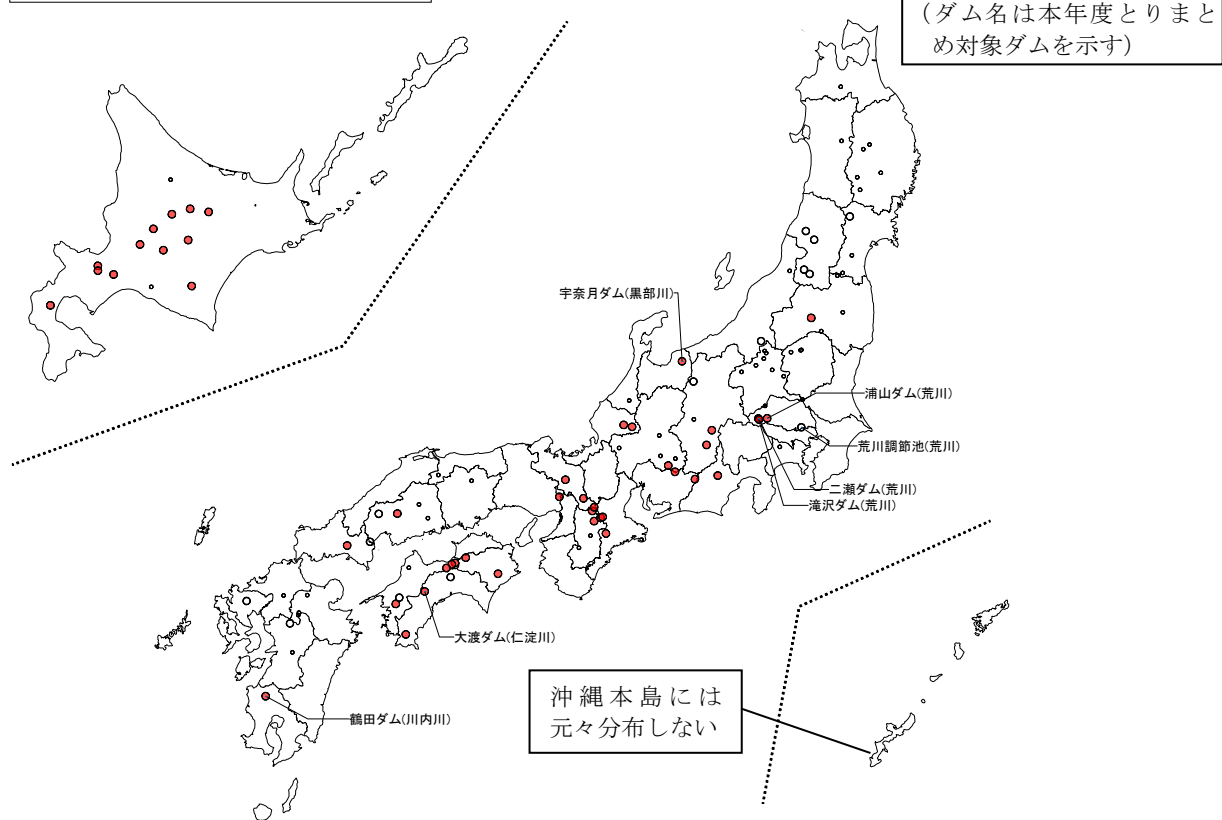 (ダム名は本年度とりまと
め対象ダムを示す)
宇奈月ダム(黒部川)
浦山ダム(荒川)
荒川調節池(荒川)
二瀬ダム(荒川)
滝沢ダム(荒川)
大渡ダム(仁淀川)
沖縄本島には
元々分布しない
鶴田ダム(川内川)